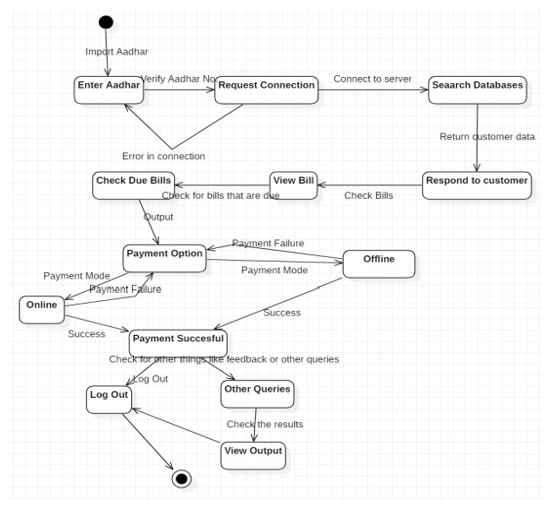 Import Aadhar
Enter Aadhar
Verify Aadhar No
Request Connection
Connect to server
Seaarch Databases
Error in connection
Return customer data
Check Due Bills
Check for bills that are due
View Bill
Check Bills
Respond to customer
Output
Payment Option
Payment Failure
Payment Mode
Offline
Payment Mode
Payment Failure
Online
Success
Success
Payment Succesful
Check for other things like feedback or other queries
Log Out
Log Out
Other Queries
Check the results
View Output